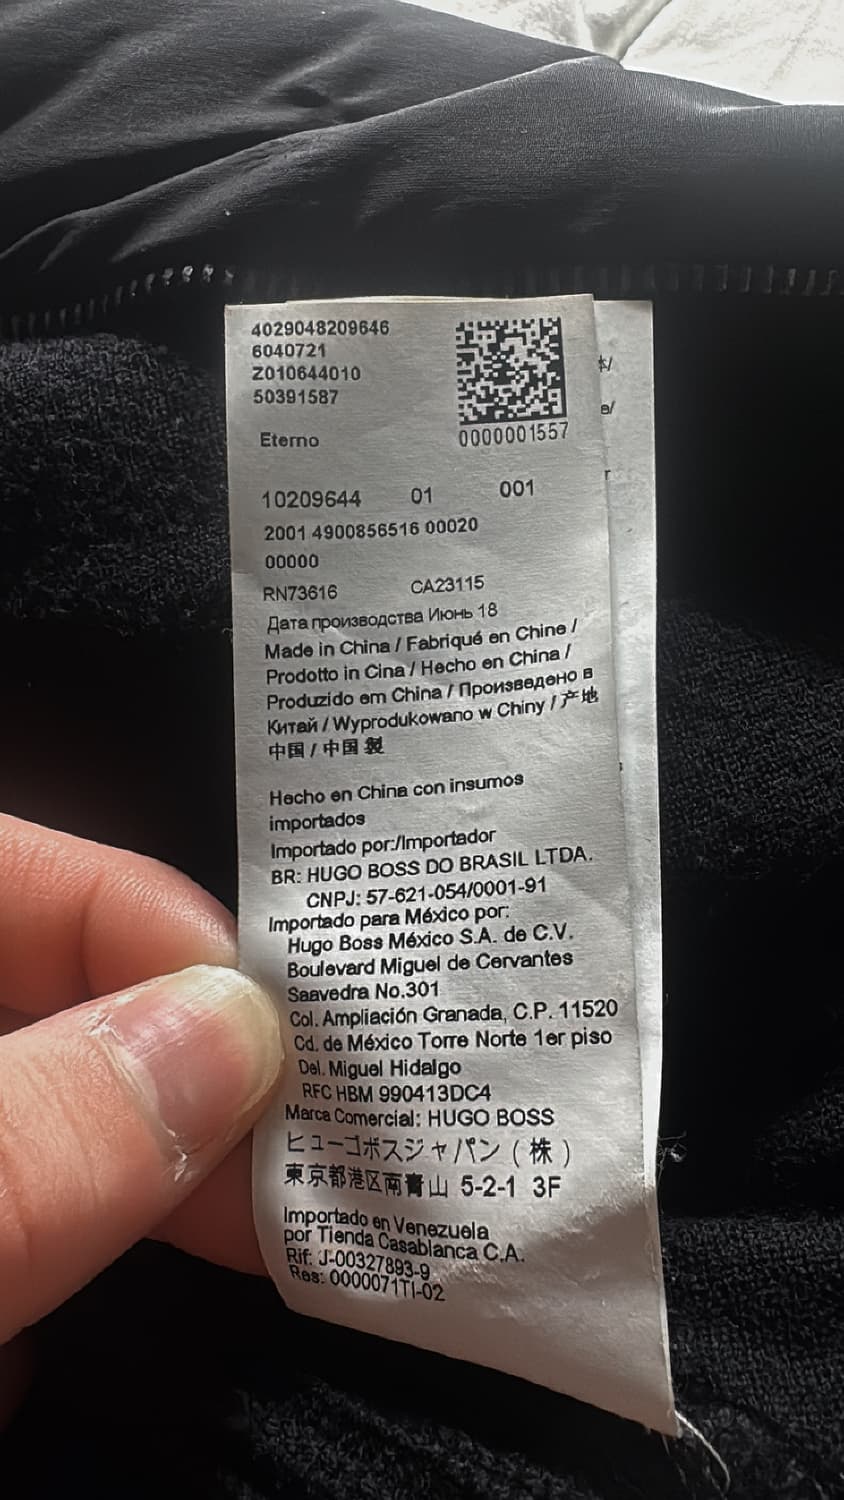 4029048209646
6040721
Z010644010
50391587
0000001557
Eterno
10209644 01 001
2001 4900856516 00020
00000
RN73616 CA23115
Дата производства Июнь 18
Made in China / Fabriqué en Chine /
Prodotto in Cina / Hecho en China /
Produzido em China / Произведено в
Китай / Wyprodukowano w Chiny / 产地
中国 / 中国 製
Hecho en China con insumos
importados
Importado por:/Importador
BR: HUGO BOSS DO BRASIL LTDA.
CNPJ: 57-621-054/0001-91
Importado para México por:
Hugo Boss México S.A. de C.V.
Boulevard Miguel de Cervantes
Saavedra No.301
Col. Ampliación Granada, C.P. 11520
Cd. de México Torre Norte 1er piso
Del. Miguel Hidalgo
RFC HBM 990413DC4
Marca Comercial: HUGO BOSS
ヒューゴボスジャパン ( 株 )
東京都港区南青山 5-2-1 3F
Importado en Venezuela
por Tienda Casablanca C.A.
Rif: J-00327893-9
Res: 0000071TI-02